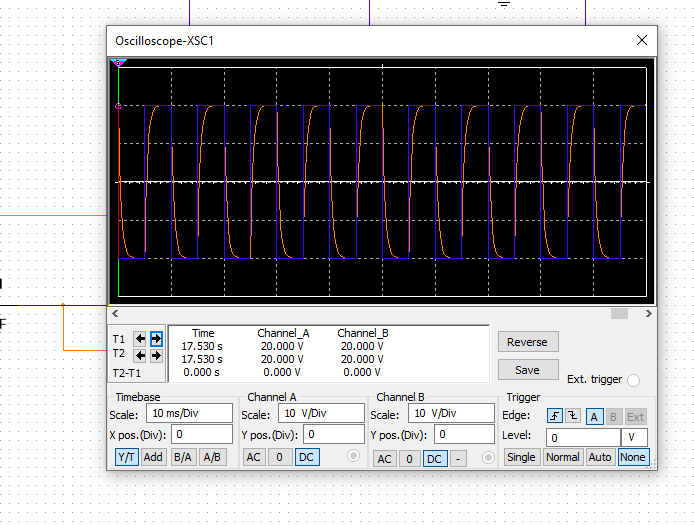 Oscilloscope-XSC1
T1
T2
T2-T1
Time Channel_A Channel_B
17.530 s 20.000 V 20.000 V
17.530 s 20.000 V 20.000 V
0.000 s 0.000 V 0.000 V
Reverse
Save
Ext. trigger
Timebase
Scale: 10 ms/Div
X pos.(Div): 0
Y/T Add B/A A/B
Channel A
Scale: 10 V/Div
Y pos.(Div): 0
AC 0 DC
Channel B
Scale: 10 V/Div
Y pos.(Div): 0
AC 0 DC -
Trigger
Edge: A B Ext
Level: 0 V
Single Normal Auto None